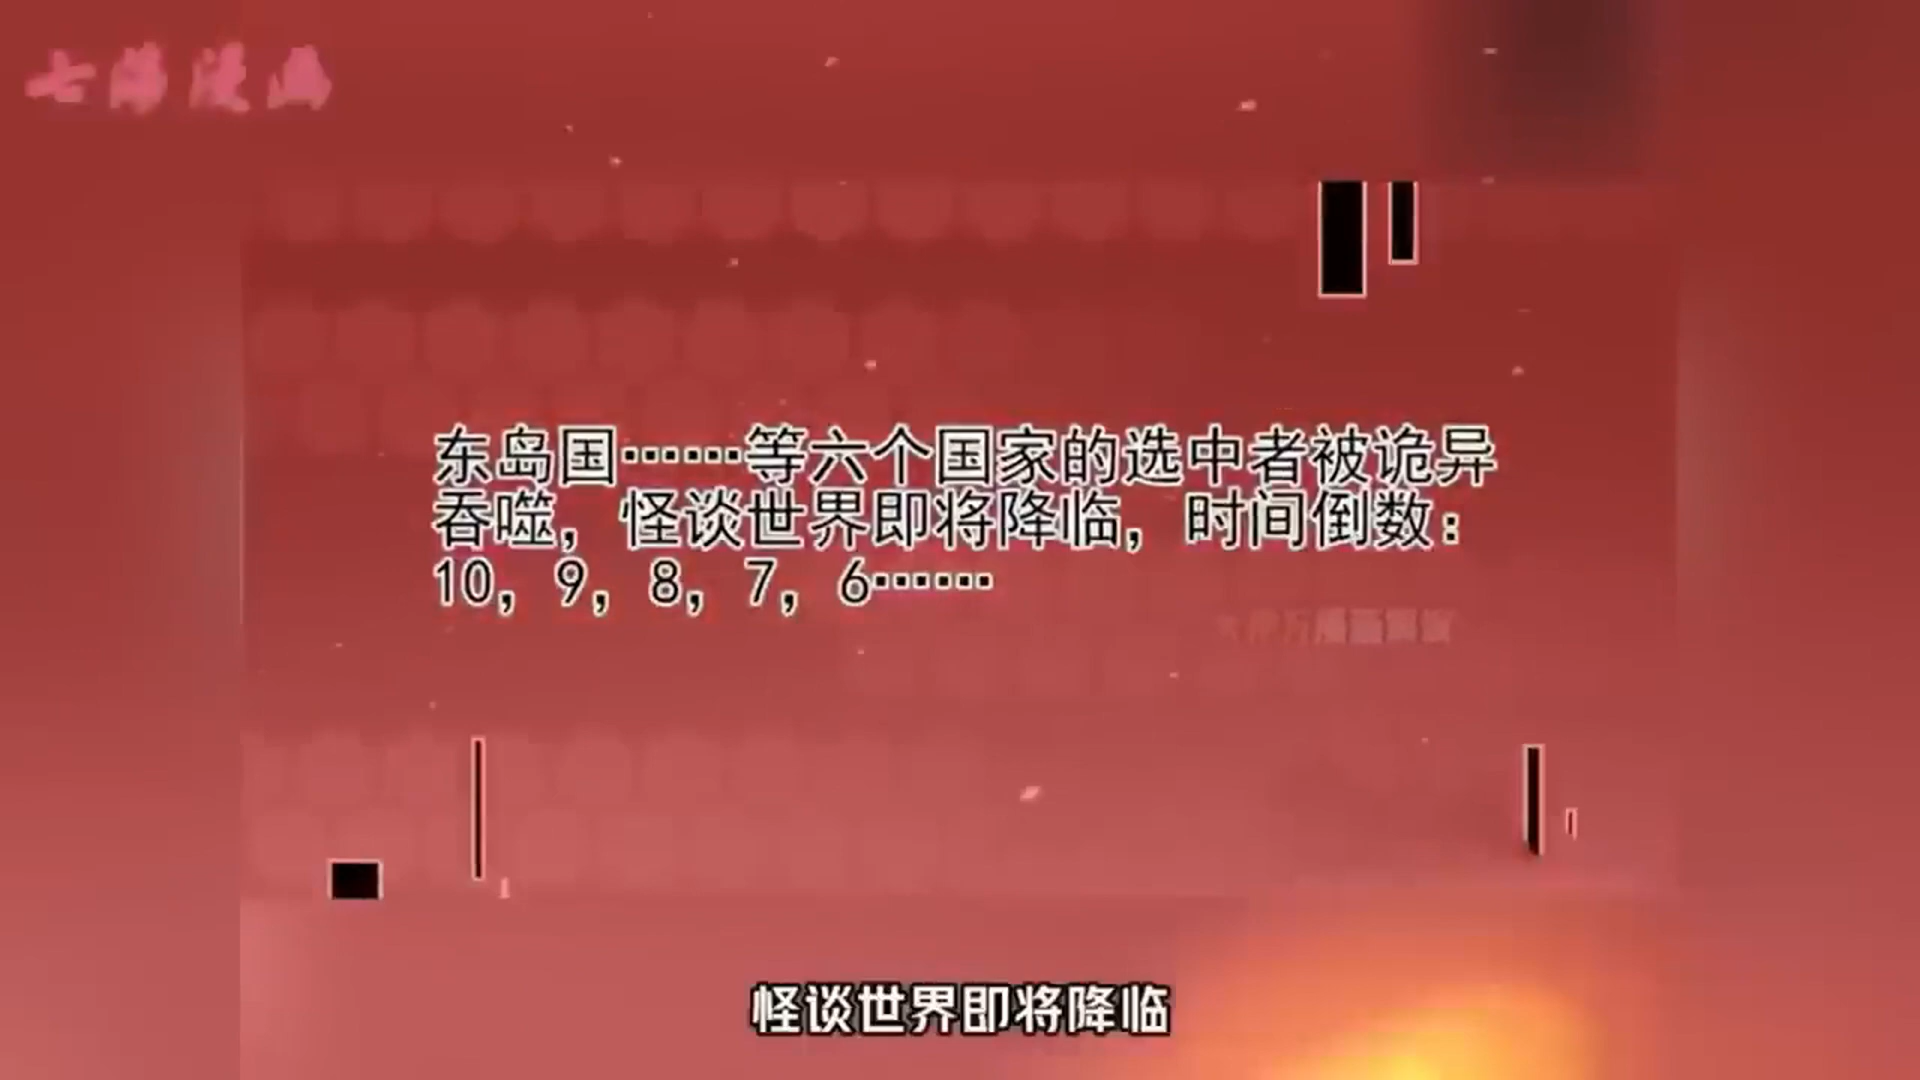 七海漫画
东岛国……等六个国家的选中者被诡异
吞噬，怪谈世界即将降临，时间倒数：
10，9，8，7，6……
怪谈世界即将降临